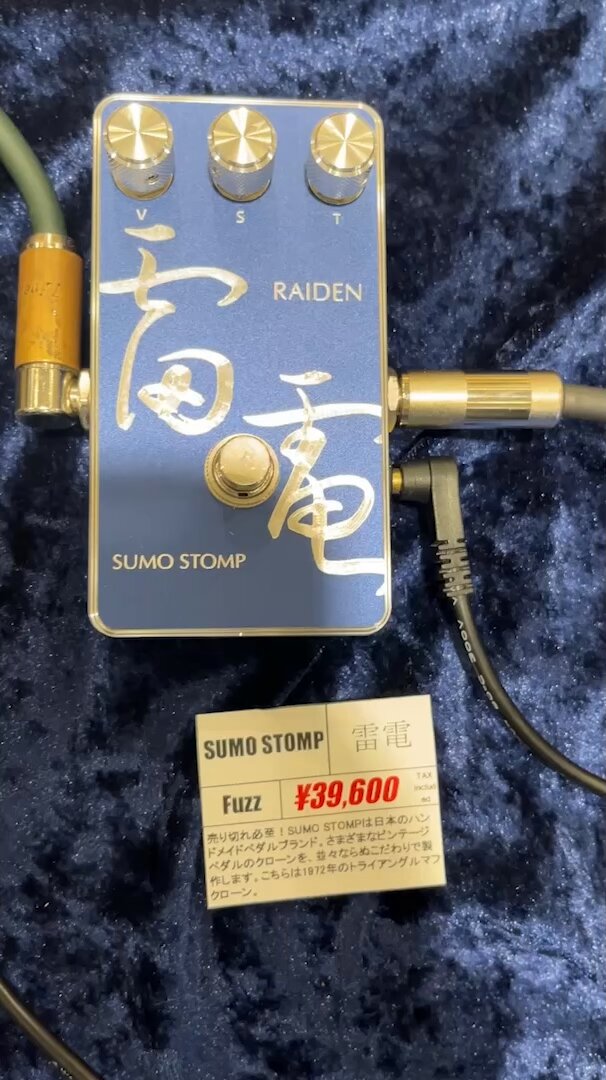 V S T
雷電
RAIDEN
SUMO STOMP
SUMO STOMP
雷電
Fuzz
¥39,600
TAX
includ
ed
売り切れ必至！SUMO STOMPは日本のハン
ドメイドペダルブランド。さまざまなビンテージ
ペダルのクローンを、並々ならぬこだわりで製
作します。こちらは1972年のトライアングルマフ
クローン。